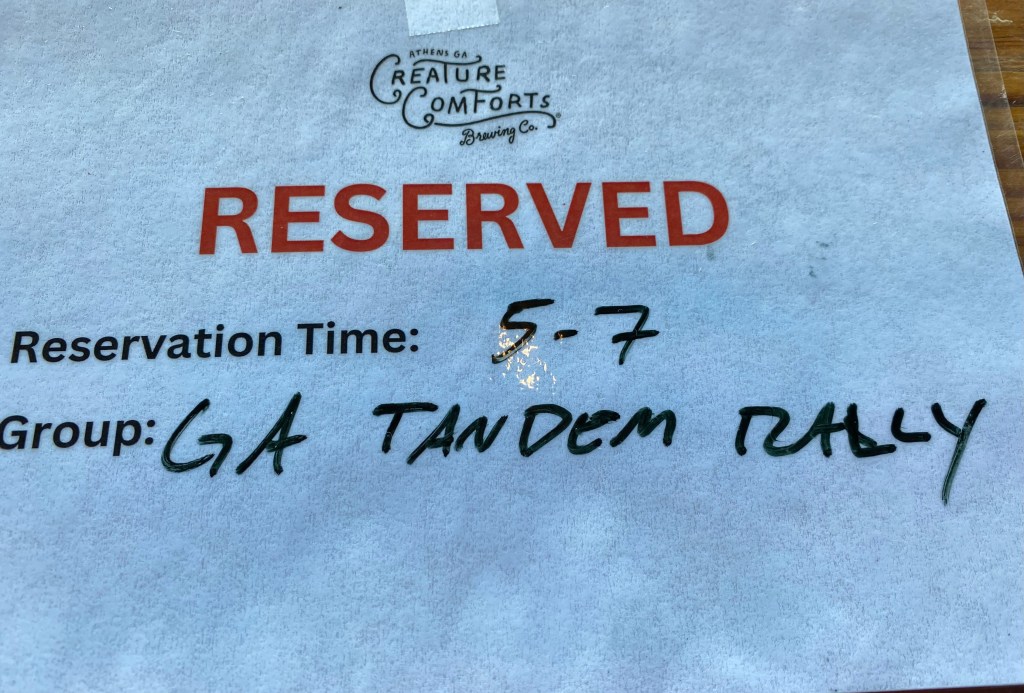 ATHENS GA
CREATURE
COMFORTS®
Brewing Co.
RESERVED
Reservation Time: 5-7
Group: GA TANDEM RALLY